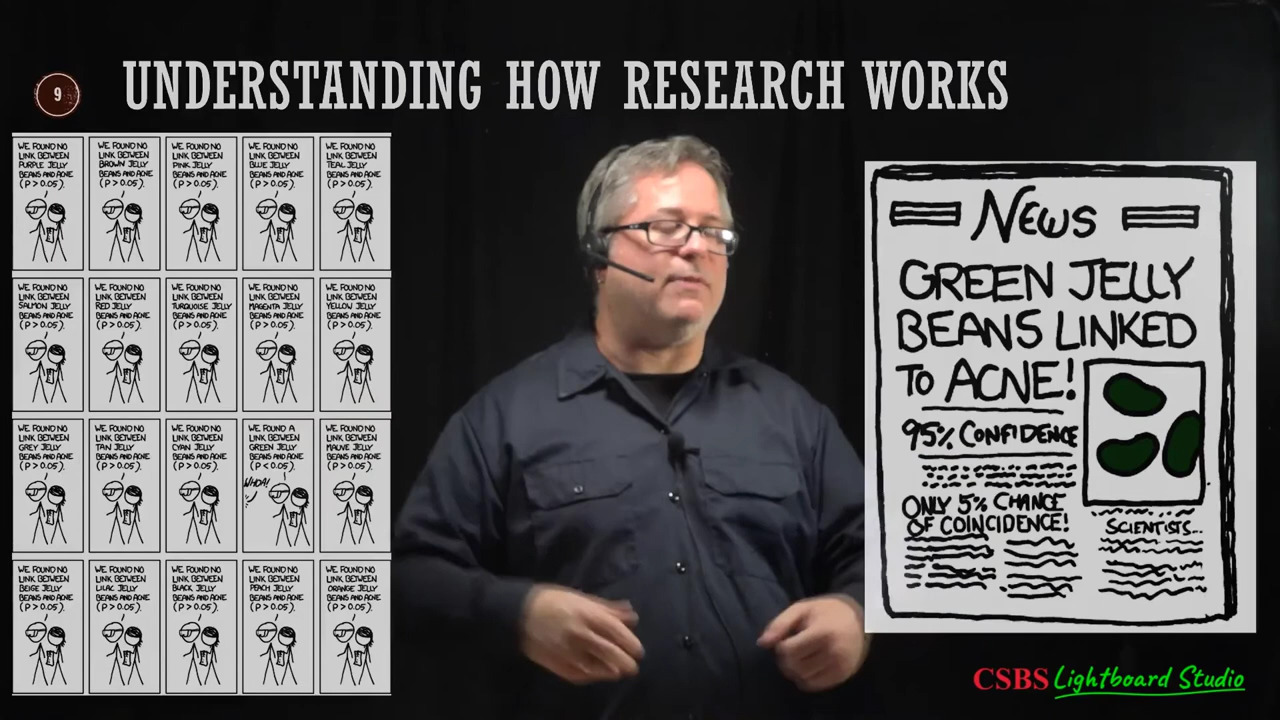 9
UNDERSTANDING HOW RESEARCH WORKS
WE FOUND NO
LINK BETWEEN
PURPLE JELLY
BEANS AND ACNE
(P > 0.05).
WE FOUND NO
LINK BETWEEN
BROWN JELLY
BEANS AND ACNE
(P > 0.05).
WE FOUND NO
LINK BETWEEN
PINK JELLY
BEANS AND ACNE
(P > 0.05).
WE FOUND NO
LINK BETWEEN
BLUE JELLY
BEANS AND ACNE
(P > 0.05).
WE FOUND NO
LINK BETWEEN
TEAL JELLY
BEANS AND ACNE
(P > 0.05).
WE FOUND NO
LINK BETWEEN
SALMON JELLY
BEANS AND ACNE
(P > 0.05).
WE FOUND NO
LINK BETWEEN
RED JELLY
BEANS AND ACNE
(P > 0.05).
WE FOUND NO
LINK BETWEEN
TURQUOISE JELLY
BEANS AND ACNE
(P > 0.05).
WE FOUND NO
LINK BETWEEN
MAGENTA JELLY
BEANS AND ACNE
(P > 0.05).
WE FOUND NO
LINK BETWEEN
YELLOW JELLY
BEANS AND ACNE
(P > 0.05).
WE FOUND NO
LINK BETWEEN
GREY JELLY
BEANS AND ACNE
(P > 0.05).
WE FOUND NO
LINK BETWEEN
TAN JELLY
BEANS AND ACNE
(P > 0.05).
WE FOUND NO
LINK BETWEEN
CYAN JELLY
BEANS AND ACNE
(P > 0.05).
WE FOUND A
LINK BETWEEN
GREEN JELLY
BEANS AND ACNE
(P < 0.05).
WHOA!
WE FOUND NO
LINK BETWEEN
MAUVE JELLY
BEANS AND ACNE
(P > 0.05).
WE FOUND NO
LINK BETWEEN
BEIGE JELLY
BEANS AND ACNE
(P > 0.05).
WE FOUND NO
LINK BETWEEN
LILAC JELLY
BEANS AND ACNE
(P > 0.05).
WE FOUND NO
LINK BETWEEN
BLACK JELLY
BEANS AND ACNE
(P > 0.05).
WE FOUND NO
LINK BETWEEN
PEACH JELLY
BEANS AND ACNE
(P > 0.05).
WE FOUND NO
LINK BETWEEN
ORANGE JELLY
BEANS AND ACNE
(P > 0.05).
NEWS
GREEN JELLY
BEANS LINKED
TO ACNE!
95% CONFIDENCE
ONLY 5% CHANCE
OF COINCIDENCE!
SCIENTISTS...
CSBS Lightboard Studio